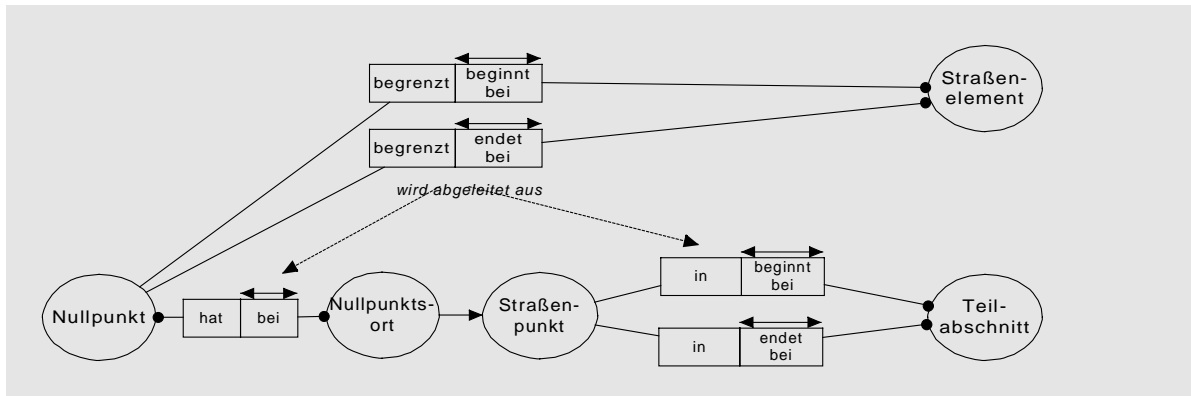 begrenzt
beginnt
bei
Straßen-
element
begrenzt
endet
bei
wird abgeleitet aus
Nullpunkt
hat
bei
Nullpunkts-
ort
Straßen-
punkt
in
beginnt
bei
in
endet
bei
Teil-
abschnitt